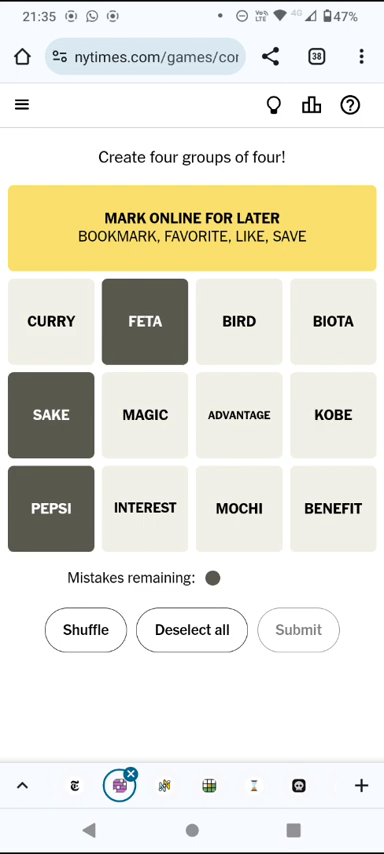 21:35
VoLTE 4G 47%
nytimes.com/games/cor
38
Create four groups of four!
MARK ONLINE FOR LATER
BOOKMARK, FAVORITE, LIKE, SAVE
CURRY FETA BIRD BIOTA
SAKE MAGIC ADVANTAGE KOBE
PEPSI INTEREST MOCHI BENEFIT
Mistakes remaining:
Shuffle Deselect all Submit